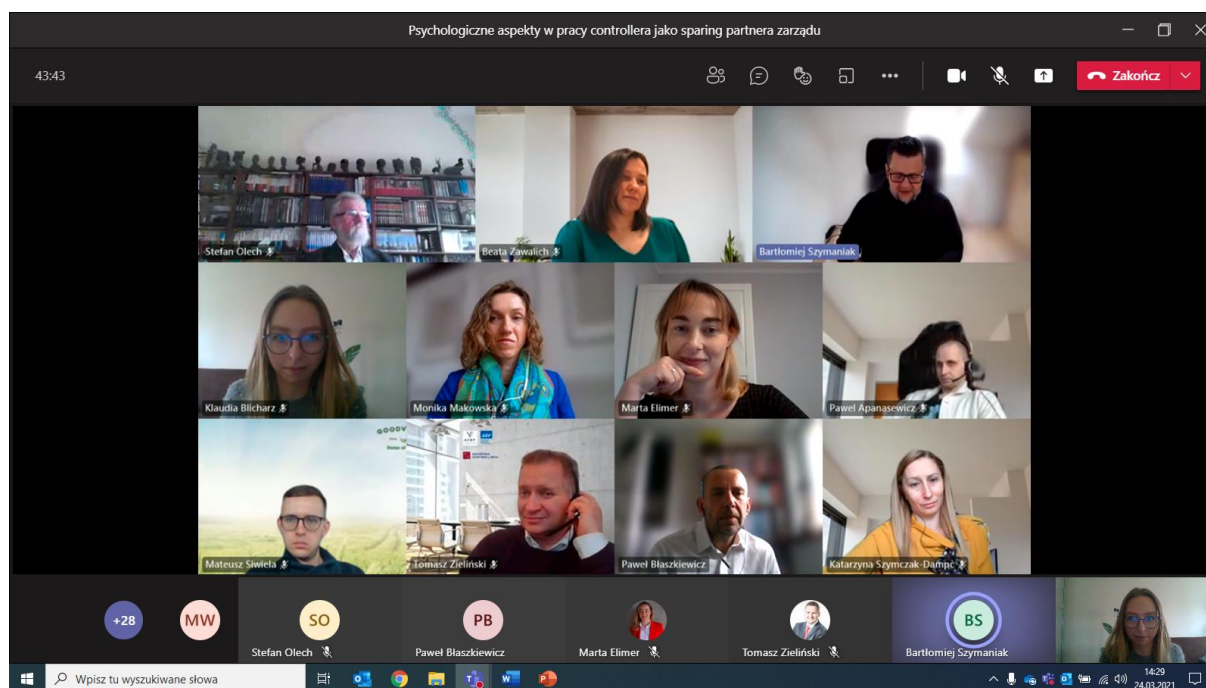 Psychologiczne aspekty w pracy controllera jako sparing partnera zarządu
43:43
Zakończ
Stefan Olech
Beata Zawalich
Bartłomiej Szymaniak
Klaudia Blicharz
Monika Makowska
Marta Elimer
Paweł Apanasewicz
GOODV
Mateusz Siwiela
Tomasz Zieliński
Paweł Błaszkiewicz
Katarzyna Szymczak-Dampc
+28
MW
SO
PB
BS
Stefan Olech
Paweł Błaszkiewicz
Marta Elimer
Tomasz Zieliński
Bartłomiej Szymaniak
Wpisz tu wyszukiwane słowa
14:29
24.03.2021